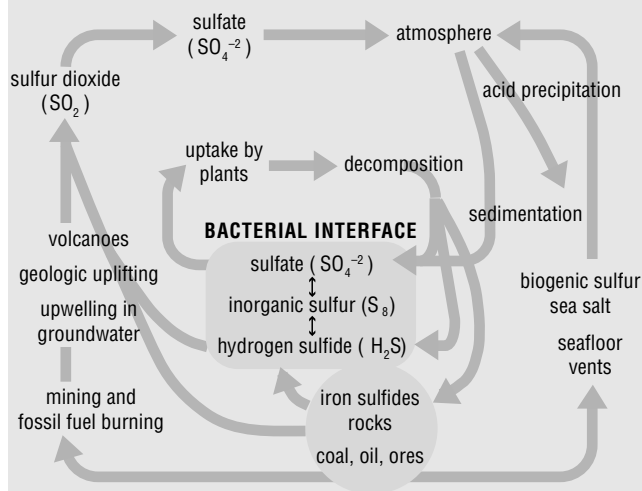 sulfate
(SO₄⁻²)
atmosphere
sulfur dioxide
(SO₂)
acid precipitation
uptake by
plants
decomposition
sedimentation
BACTERIAL INTERFACE
sulfate (SO₄⁻²)
inorganic sulfur (S₈)
hydrogen sulfide ( H₂S)
volcanoes
geologic uplifting
upwelling in
groundwater
mining and
fossil fuel burning
biogenic sulfur
sea salt
seafloor
vents
iron sulfides
rocks
coal, oil, ores